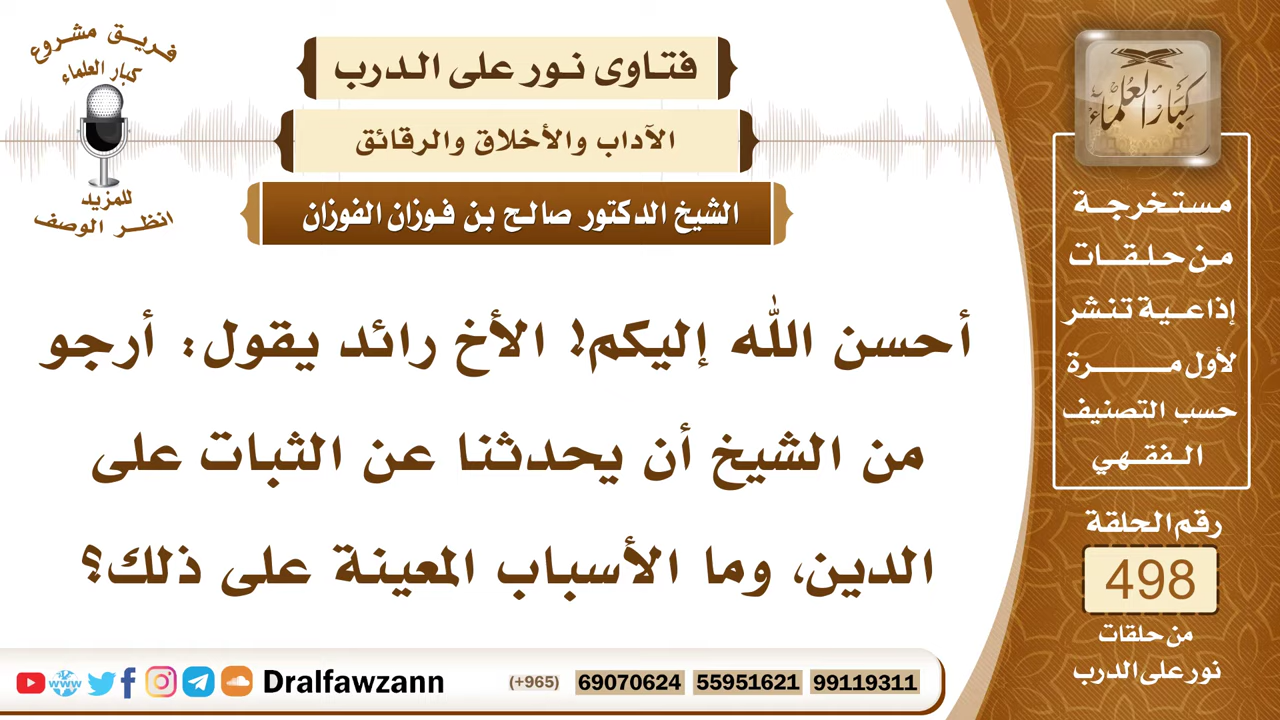 فريق مشروع
كبار العلماء
للمزيد
انظر الوصف
فتاوى نور على الدرب
الآداب والأخلاق والرقائق
الشيخ الدكتور صالح بن فوزان الفوزان
أحسن الله إليكم! الأخ رائد يقول: أرجو
من الشيخ أن يحدثنا عن الثبات على
الدين، وما الأسباب المعينة على ذلك؟
كبار العلماء
مستخرجة
من حلقات
إذاعية تنشر
لأول مرة
حسب التصنيف
الفقهي
رقم الحلقة
498
من حلقات
نور على الدرب
www
Dralfawzann
(+965) 69070624 55951621 99119311